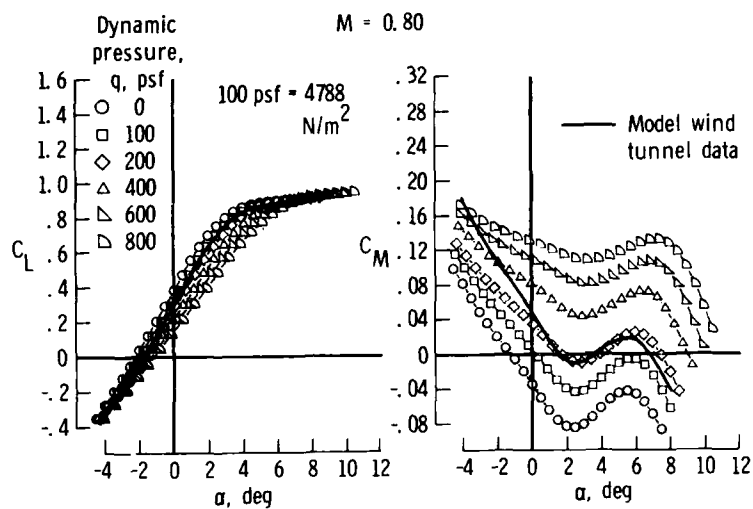 M = 0.80
Dynamic
pressure,
q, psf
0
100
200
400
600
800
100 psf = 4788
N/m²
1.6
1.4
1.2
1.0
.8
.6
.4
.2
0
-.2
-.4
C_L
-4 -2 0 2 4 6 8 10 12
α, deg
Model wind
tunnel data
.32
.28
.24
.20
.16
.12
.08
.04
0
-.04
-.08
C_M
-4 -2 0 2 4 6 8 10 12
α, deg